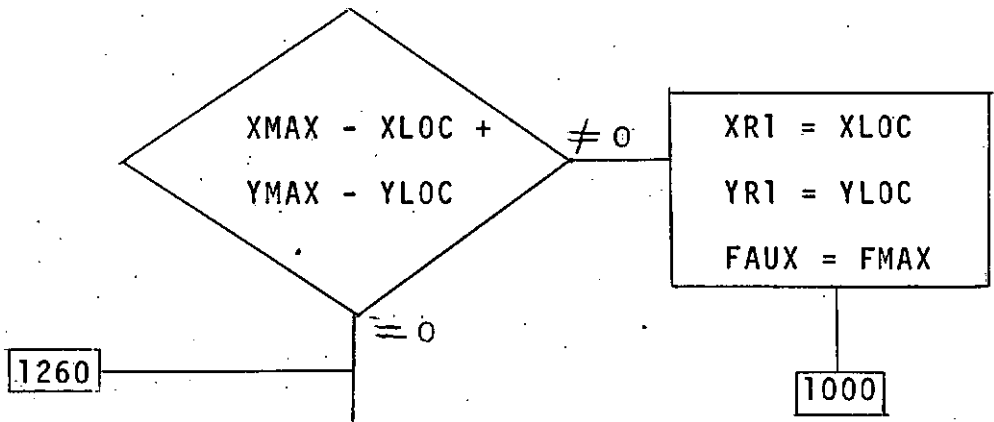 XMAX - XLOC +
YMAX - YLOC
≠ 0
XR1 = XLOC
YR1 = YLOC
FAUX = FMAX
= 0
1260
1000